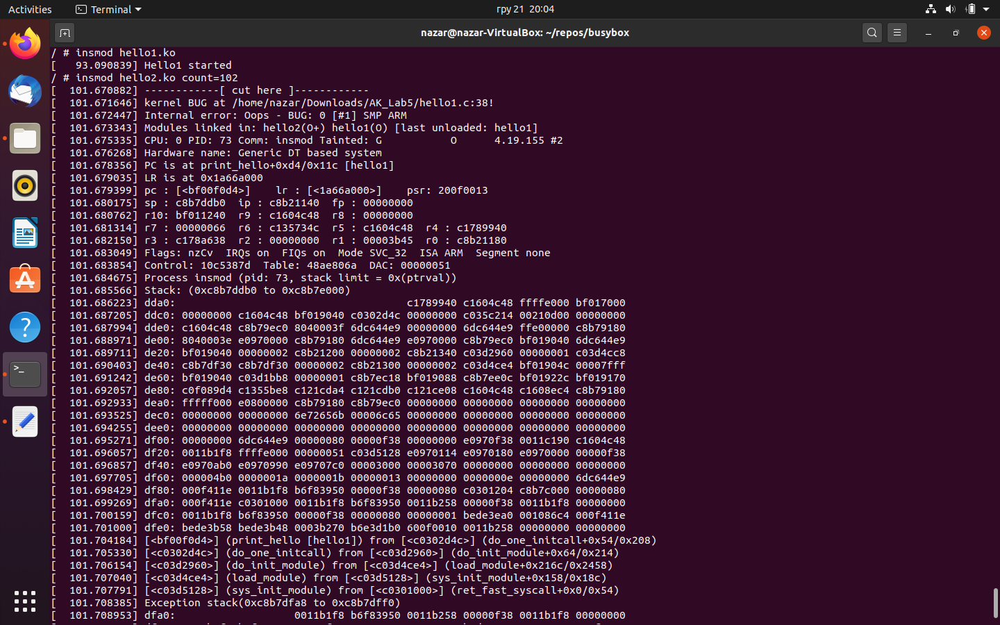 Activities Terminal гру 21 20:04
nazar@nazar-VirtualBox: ~/repos/busybox
/ # insmod hello1.ko
[   93.090839] Hello1 started
/ # insmod hello2.ko count=102
[  101.670882] ------------[ cut here ]------------
[  101.671646] kernel BUG at /home/nazar/Downloads/AK_Lab5/hello1.c:38!
[  101.672447] Internal error: Oops - BUG: 0 [#1] SMP ARM
[  101.673343] Modules linked in: hello2(O+) hello1(O) [last unloaded: hello1]
[  101.675335] CPU: 0 PID: 73 Comm: insmod Tainted: G           O      4.19.155 #2
[  101.676268] Hardware name: Generic DT based system
[  101.678356] PC is at print_hello+0xd4/0x11c [hello1]
[  101.679035] LR is at 0x1a66a000
[  101.679399] pc : [<bf00f0d4>]    lr : [<1a66a000>]    psr: 200f0013
[  101.680175] sp : c8b7ddb0  ip : c8b21140  fp : 00000000
[  101.680762] r10: bf011240  r9 : c1604c48  r8 : 00000000
[  101.681314] r7 : 00000066  r6 : c135734c  r5 : c1604c48  r4 : c1789940
[  101.682150] r3 : c178a638  r2 : 00000000  r1 : 00003b45  r0 : c8b21180
[  101.683049] Flags: nzCv  IRQs on  FIQs on  Mode SVC_32  ISA ARM  Segment none
[  101.683854] Control: 10c5387d  Table: 48ae806a  DAC: 00000051
[  101.684675] Process insmod (pid: 73, stack limit = 0x(ptrval))
[  101.685566] Stack: (0xc8b7ddb0 to 0xc8b7e000)
[  101.686223] dda0:                                     c1789940 c1604c48 ffffe000 bf017000
[  101.687205] ddc0: 00000000 c1604c48 bf019040 c0302d4c 00000000 c035c214 00210d00 00000000
[  101.687994] dde0: c1604c48 c8b79ec0 8040003f 6dc644e9 00000000 6dc644e9 ffe00000 c8b79180
[  101.688971] de00: 8040003e e0970000 c8b79180 6dc644e9 e0970000 c8b79ec0 bf019040 6dc644e9
[  101.689711] de20: bf019040 00000002 c8b21200 00000002 c8b21340 c03d2960 00000001 c03d4cc8
[  101.690403] de40: c8b7df30 c8b7df30 00000002 c8b21300 00000002 c03d4ce4 bf01904c 00007fff
[  101.691242] de60: bf019040 c03d1bb8 00000001 c8b7ec18 bf019088 c8b7ee0c bf01922c bf019170
[  101.692057] de80: c0f089d4 c1355be8 c121cda4 c121cdb0 c121ce08 c1604c48 c1608ec4 c8b79180
[  101.692933] dea0: fffff000 e0800000 c8b79180 c8b79ec0 00000000 00000000 00000000 00000000
[  101.693525] dec0: 00000000 00000000 6e72656b 00006c65 00000000 00000000 00000000 00000000
[  101.694255] dee0: 00000000 00000000 00000000 00000000 00000000 00000000 00000000 00000000
[  101.695271] df00: 00000000 6dc644e9 00000080 00000f38 00000000 e0970f38 0011c190 c1604c48
[  101.696057] df20: 0011b1f8 ffffe000 00000051 c03d5128 e0970114 e0970180 e0970000 00000f38
[  101.696857] df40: e0970ab0 e0970990 e09707c0 00003000 00003070 00000000 00000000 00000000
[  101.697705] df60: 000004b0 0000001a 0000001b 00000013 00000000 0000000e 00000000 6dc644e9
[  101.698429] df80: 000f411e 0011b1f8 b6f83950 00000f38 00000080 c0301204 c8b7c000 00000080
[  101.699269] dfa0: 000f411e c0301000 0011b1f8 b6f83950 0011b258 00000f38 0011b1f8 00000000
[  101.700159] dfc0: 0011b1f8 b6f83950 00000f38 00000080 00000001 bede3ea0 001086c4 000f411e
[  101.701000] dfe0: bede3b58 bede3b48 0003b270 b6e3d1b0 600f0010 0011b258 00000000 00000000
[  101.704184] [<bf00f0d4>] (print_hello [hello1]) from [<c0302d4c>] (do_one_initcall+0x54/0x208)
[  101.705330] [<c0302d4c>] (do_one_initcall) from [<c03d2960>] (do_init_module+0x64/0x214)
[  101.706154] [<c03d2960>] (do_init_module) from [<c03d4ce4>] (load_module+0x216c/0x2458)
[  101.707040] [<c03d4ce4>] (load_module) from [<c03d5128>] (sys_init_module+0x158/0x18c)
[  101.707791] [<c03d5128>] (sys_init_module) from [<c0301000>] (ret_fast_syscall+0x0/0x54)
[  101.708385] Exception stack(0xc8b7dfa8 to 0xc8b7dff0)
[  101.708953] dfa0:                   0011b1f8 b6f83950 0011b258 00000f38 0011b1f8 00000000